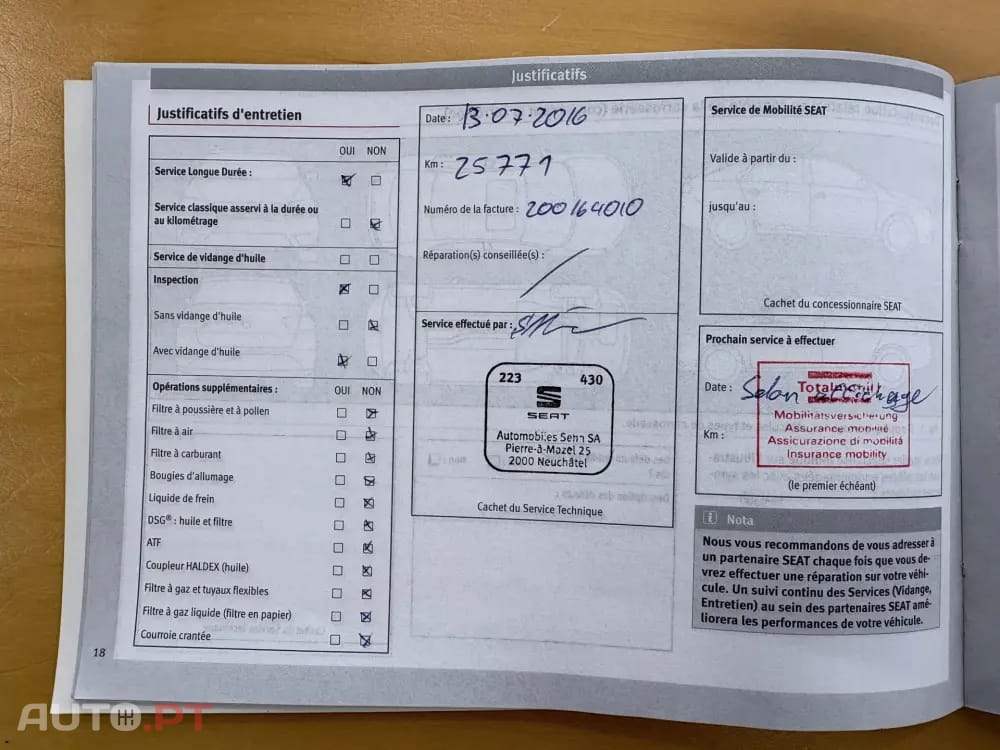 Justificatifs
Justificatifs d'entretien
OUI NON
Service Longue Durée :
Service classique asservi à la durée ou
au kilométrage
Service de vidange d'huile
Inspection
Sans vidange d'huile
Avec vidange d'huile
Opérations supplémentaires : OUI NON
Filtre à poussière et à pollen
Filtre à air
Filtre à carburant
Bougies d'allumage
Liquide de frein
DSG® : huile et filtre
ATF
Coupleur HALDEX (huile)
Filtre à gaz et tuyaux flexibles
Filtre à gaz liquide (filtre en papier)
Courroie crantée
18
Date : 13.07.2016
Km : 25771
Numéro de la facture : 200164010
Réparation(s) conseillée(s) :
Service effectué par :
223 430
SEAT
Automobiles Senn SA
Pierre-à-Mazel 25
2000 Neuchâtel
Cachet du Service Technique
Service de Mobilité SEAT
Valide à partir du :
jusqu'au :
Cachet du concessionnaire SEAT
Prochain service à effectuer
Date : Selon affichage
Totalmobil
Mobilitätsversicherung
Assurance mobilité
Km : Assicurazione di mobilità
Insurance mobility
(le premier échéant)
Nota
Nous vous recommandons de vous adresser à
un partenaire SEAT chaque fois que vous de-
vrez effectuer une réparation sur votre véhi-
cule. Un suivi continu des Services (Vidange,
Entretien) au sein des partenaires SEAT amé-
liorera les performances de votre véhicule.
AUTO.PT